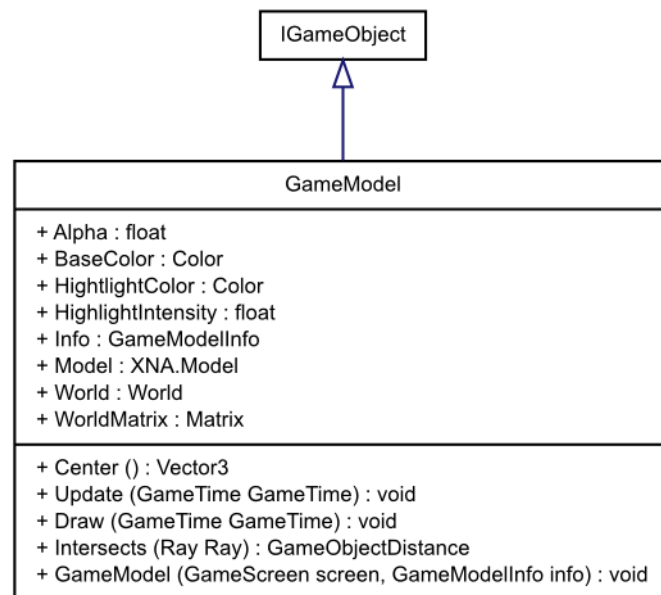 IGameObject
GameModel
+ Alpha : float
+ BaseColor : Color
+ HightlightColor : Color
+ HighlightIntensity : float
+ Info : GameModelInfo
+ Model : XNA.Model
+ World : World
+ WorldMatrix : Matrix
+ Center () : Vector3
+ Update (GameTime GameTime) : void
+ Draw (GameTime GameTime) : void
+ Intersects (Ray Ray) : GameObjectDistance
+ GameModel (GameScreen screen, GameModelInfo info) : void